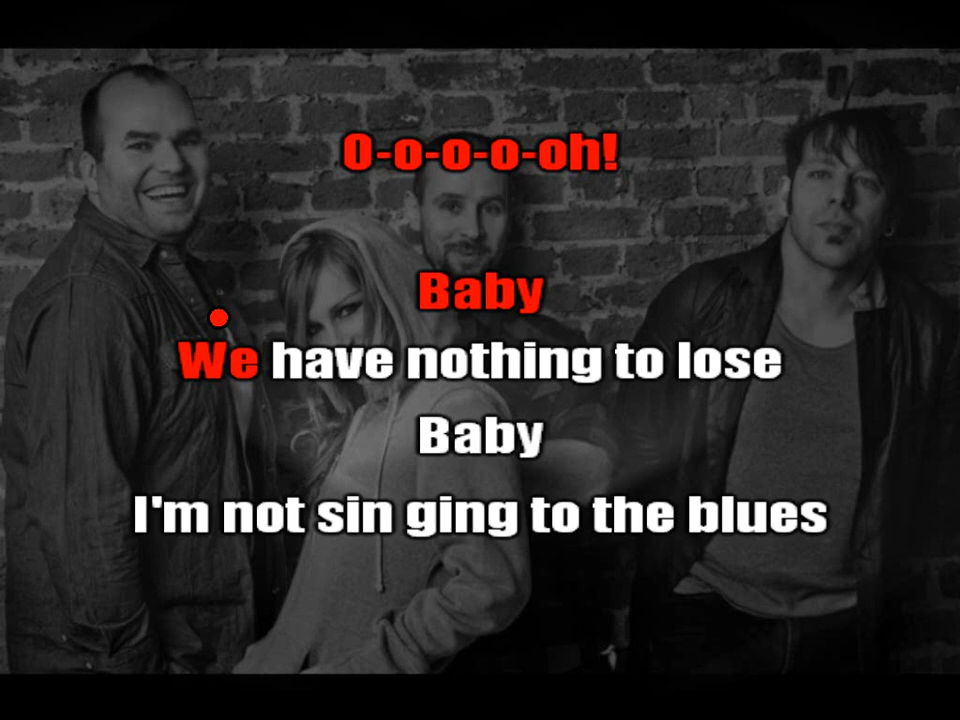 O-o-o-o-oh!
Baby
We have nothing to lose
Baby
I'm not sin ging to the blues